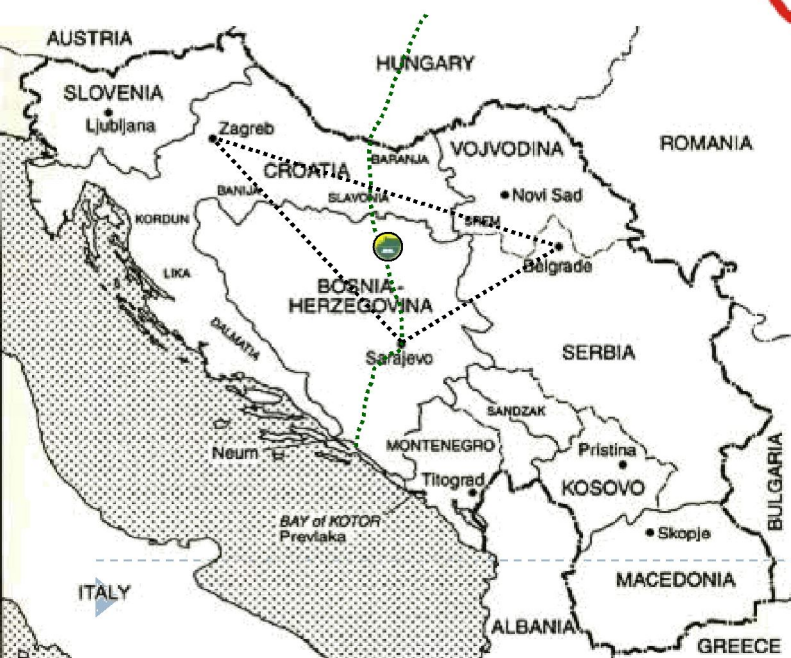 AUSTRIA
HUNGARY
SLOVENIA
Ljubljana
Zagreb
ROMANIA
VOJVODINA
BARANJA
CROATIA
BANIJA
SLAVONIA
Novi Sad
KORDUN
SREM
Belgrade
LIKA
BOSNIA-
HERZEGOVINA
DALMATIA
Sarajevo
SERBIA
SANDZAK
Neum
MONTENEGRO
Pristina
Titograd
KOSOVO
BULGARIA
BAY of KOTOR
Prevlaka
Skopje
ITALY
MACEDONIA
ALBANIA
GREECE